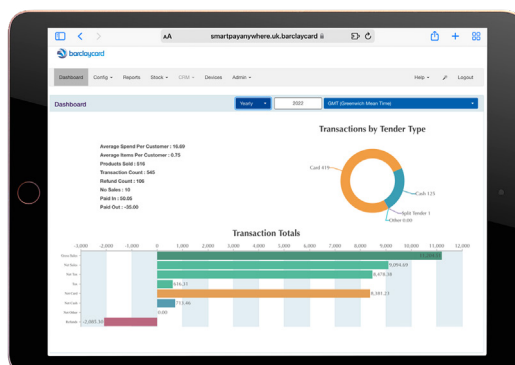 AA
smartpayanywhere.uk.barclaycard
barclaycard
Dashboard Config Reports Stock CRM Devices Admin Help Logout
Dashboard Yearly 2022 GMT (Greenwich Mean Time)
Transactions by Tender Type
Average Spend Per Customer : 16.69
Average Items Per Customer : 0.75
Products Sold : 516
Transaction Count : 545
Refund Count : 106
No Sales : 10
Paid In : 50.05
Paid Out : -35.00
Card 419
Cash 125
Split Tender 1
Other 0.00
Transaction Totals
-3,000 -2,000 -1,000 0 1,000 2,000 3,000 4,000 5,000 6,000 7,000 8,000 9,000 10,000 11,000 12,000
9,094.69
8,478.38
616.31
8,381.23
713.46
0.00
Refunds